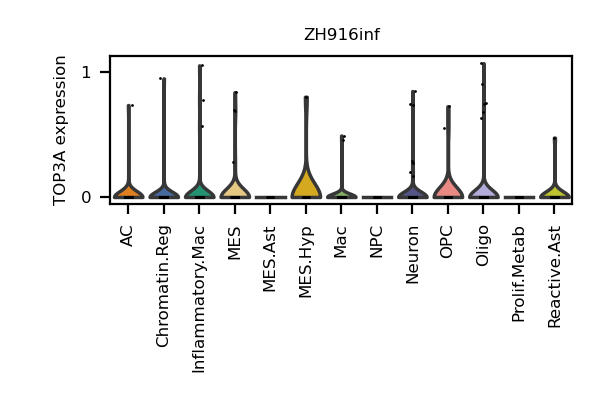 ZH916inf
TOP3A expression
1
0
AC
Chromatin.Reg
Inflammatory.Mac
MES
MES.Ast
MES.Hyp
Mac
NPC
Neuron
OPC
Oligo
Prolif.Metab
Reactive.Ast